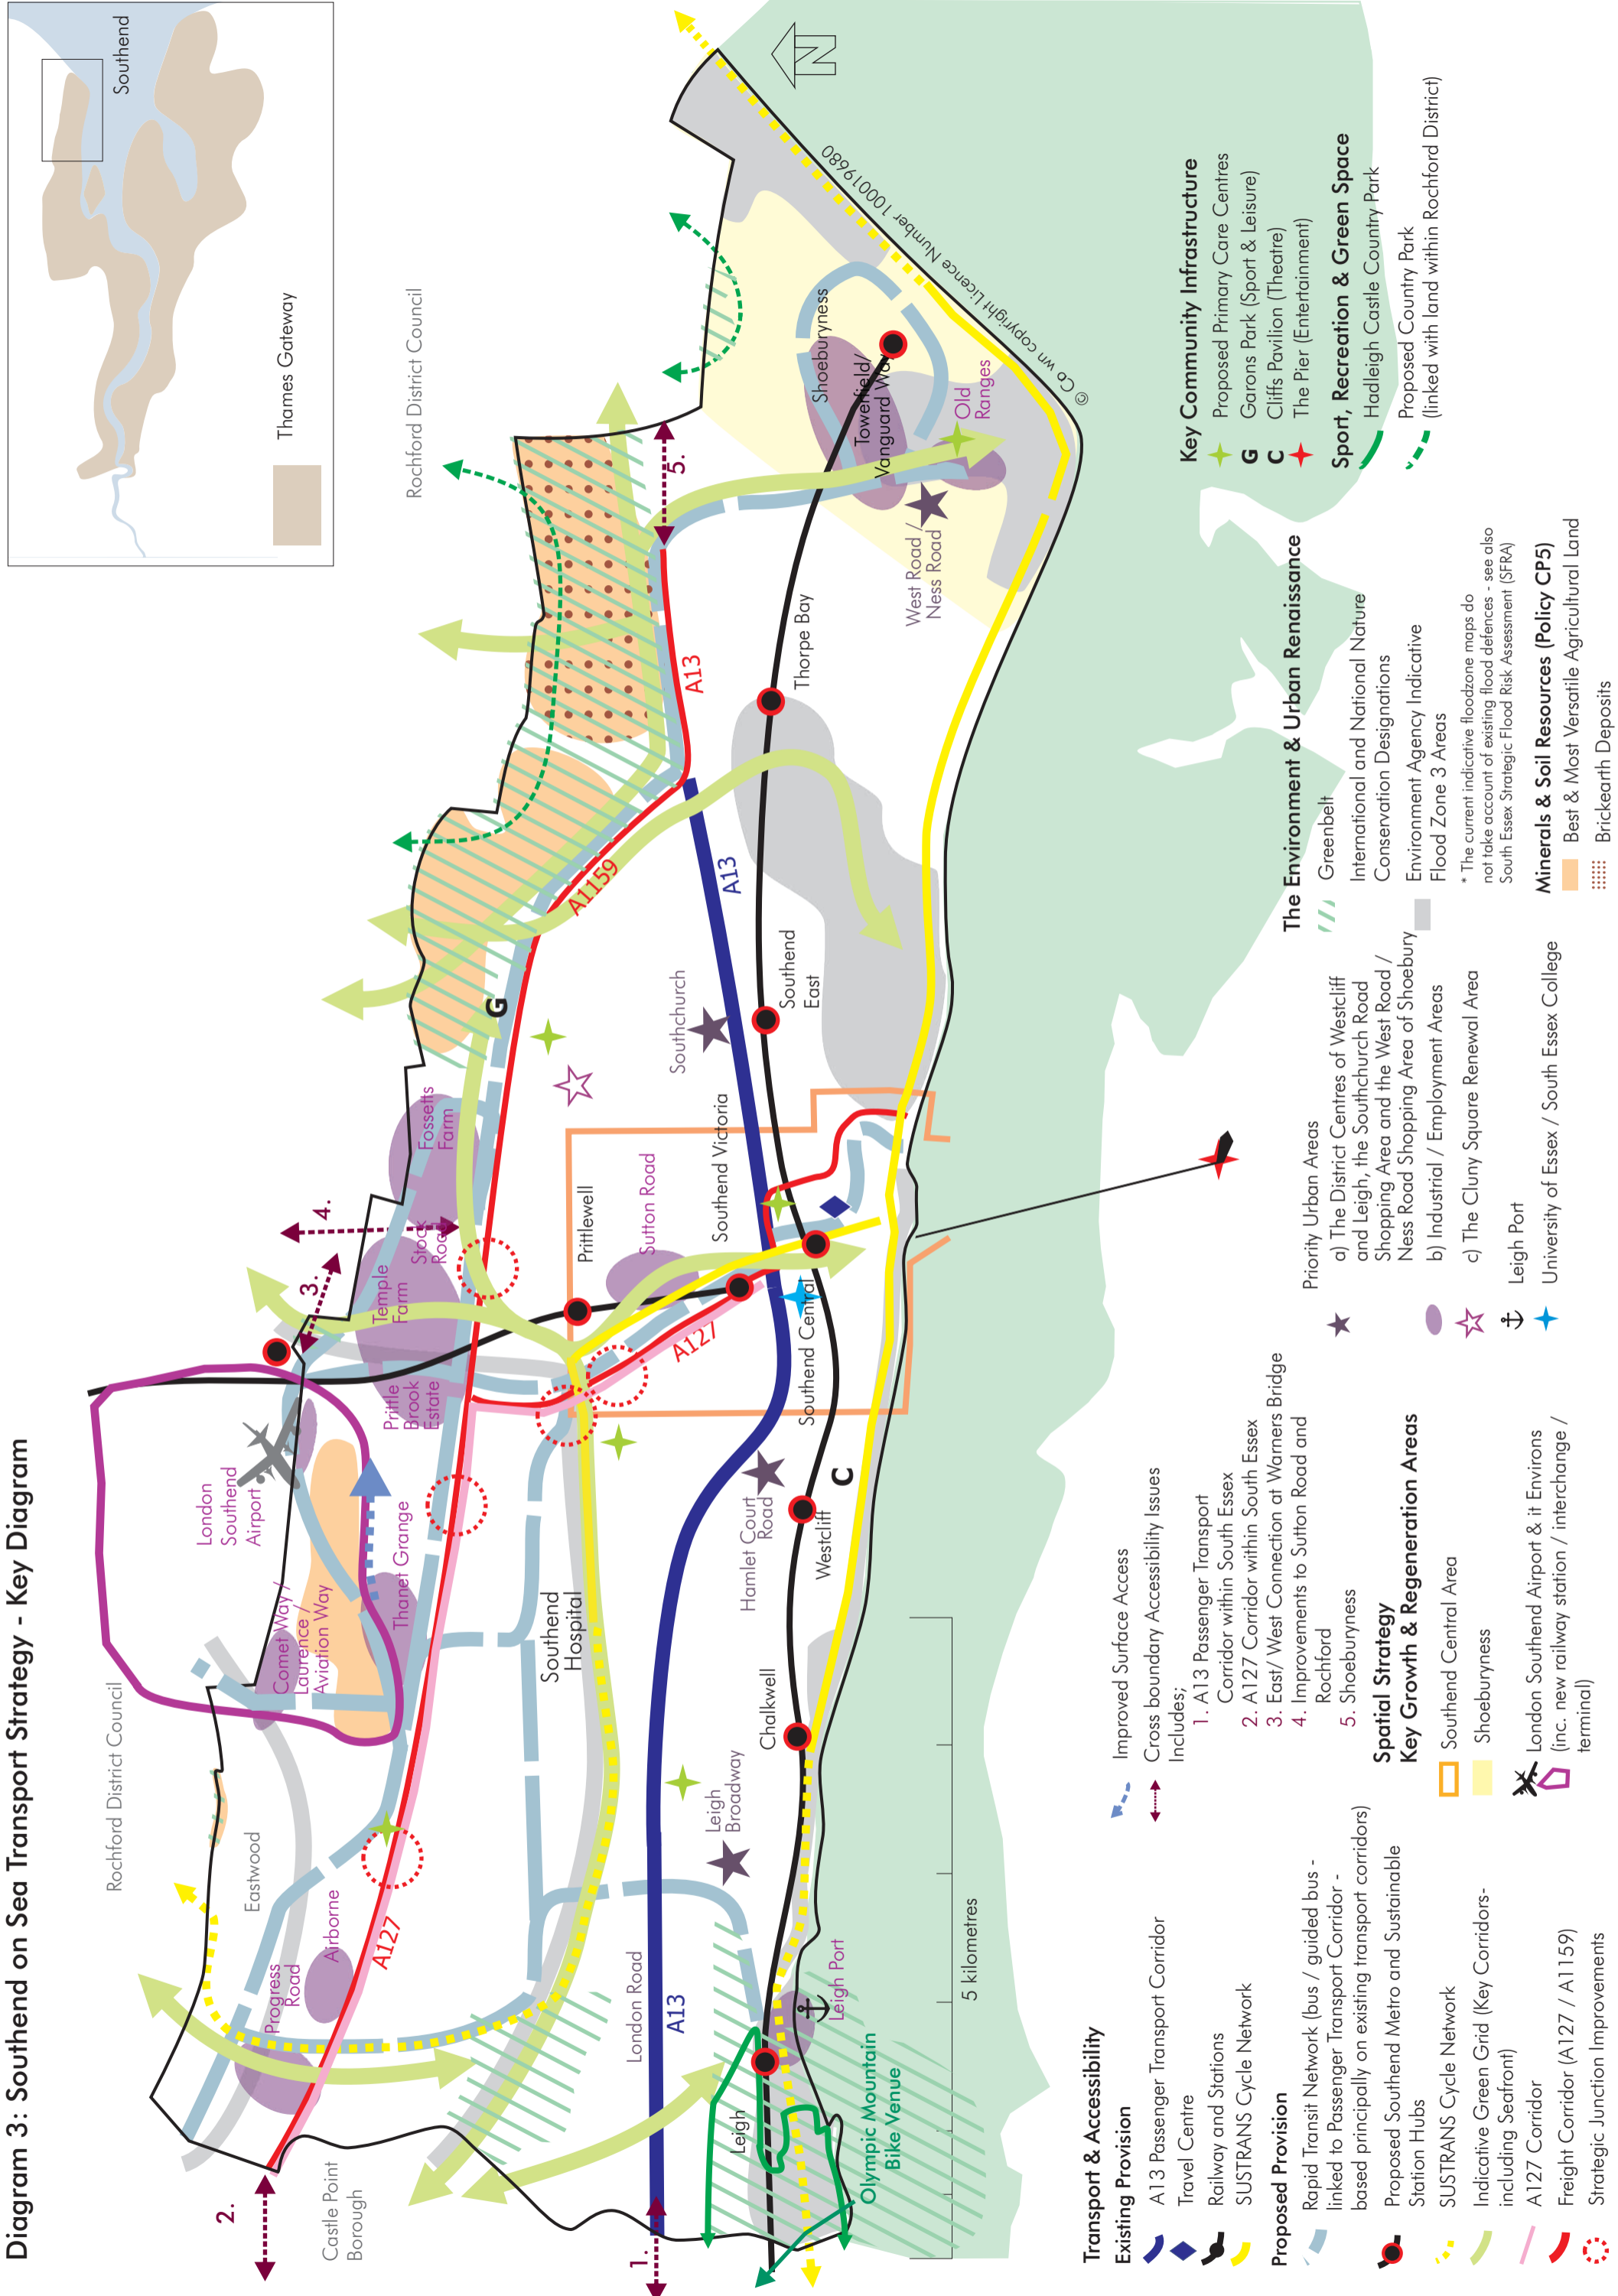 Diagram 3: Southend on Sea Transport Strategy - Key Diagram
Southend
Thames Gateway
Rochford District Council
Rochford District Council
Castle Point
Borough
Eastwood
Progress
Road
Airborne
A127
2.
1.
Comet Way /
Laurence /
Aviation Way
London
Southend
Airport
Thanet Grange
Prittle
Brook
Estate
Temple
Farm
Stock
Road
Fossetts
Farm
3.
4.
5.
G
A1159
A13
A13
A127
A13
London Road
Southend
Hospital
Prittlewell
Sutton Road
Southend Victoria
Southend Central
Southchurch
Southend
East
Thorpe Bay
Shoeburyness
Towerfield/
Vanguard Way
Old
Ranges
West Road /
Ness Road
Hamlet Court
Road
Westcliff
C
Chalkwell
Leigh
Broadway
Leigh Port
Leigh
Olympic Mountain
Bike Venue
5 kilometres
N
© Co wn copyright Licence Number 100019680
Transport & Accessibility
Existing Provision
A13 Passenger Transport Corridor
Travel Centre
Railway and Stations
SUSTRANS Cycle Network
Proposed Provision
Rapid Transit Network (bus / guided bus -
linked to Passenger Transport Corridor -
based principally on existing transport corridors)
Proposed Southend Metro and Sustainable
Station Hubs
SUSTRANS Cycle Network
Indicative Green Grid (Key Corridors-
including Seafront)
A127 Corridor
Freight Corridor (A127 / A1159)
Strategic Junction Improvements
Improved Surface Access
Cross boundary Accessibility Issues
Includes;
1. A13 Passenger Transport
Corridor within South Essex
2. A127 Corridor within South Essex
3. East/West Connection at Warners Bridge
4. Improvements to Sutton Road and
Rochford
5. Shoeburyness
Spatial Strategy
Key Growth & Regeneration Areas
Southend Central Area
Shoeburyness
London Southend Airport & it Environs
(inc. new railway station / interchange /
terminal)
Priority Urban Areas
a) The District Centres of Westcliff
and Leigh, the Southchurch Road
Shopping Area and the West Road /
Ness Road Shopping Area of Shoebury
b) Industrial / Employment Areas
c) The Cluny Square Renewal Area
Leigh Port
University of Essex / South Essex College
The Environment & Urban Renaissance
Greenbelt
International and National Nature
Conservation Designations
Environment Agency Indicative
Flood Zone 3 Areas
* The current indicative floodzone maps do
not take account of existing flood defences - see also
South Essex Strategic Flood Risk Assessment (SFRA)
Minerals & Soil Resources (Policy CP5)
Best & Most Versatile Agricultural Land
Brickearth Deposits
Key Community Infrastructure
Proposed Primary Care Centres
G Garons Park (Sport & Leisure)
C Cliffs Pavilion (Theatre)
The Pier (Entertainment)
Sport, Recreation & Green Space
Hadleigh Castle Country Park
Proposed Country Park
(linked with land within Rochford District)